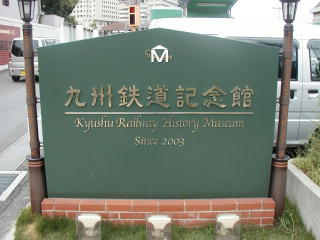 M
九州鉄道記念館
Kyushu Railway History Museum
Since 2003